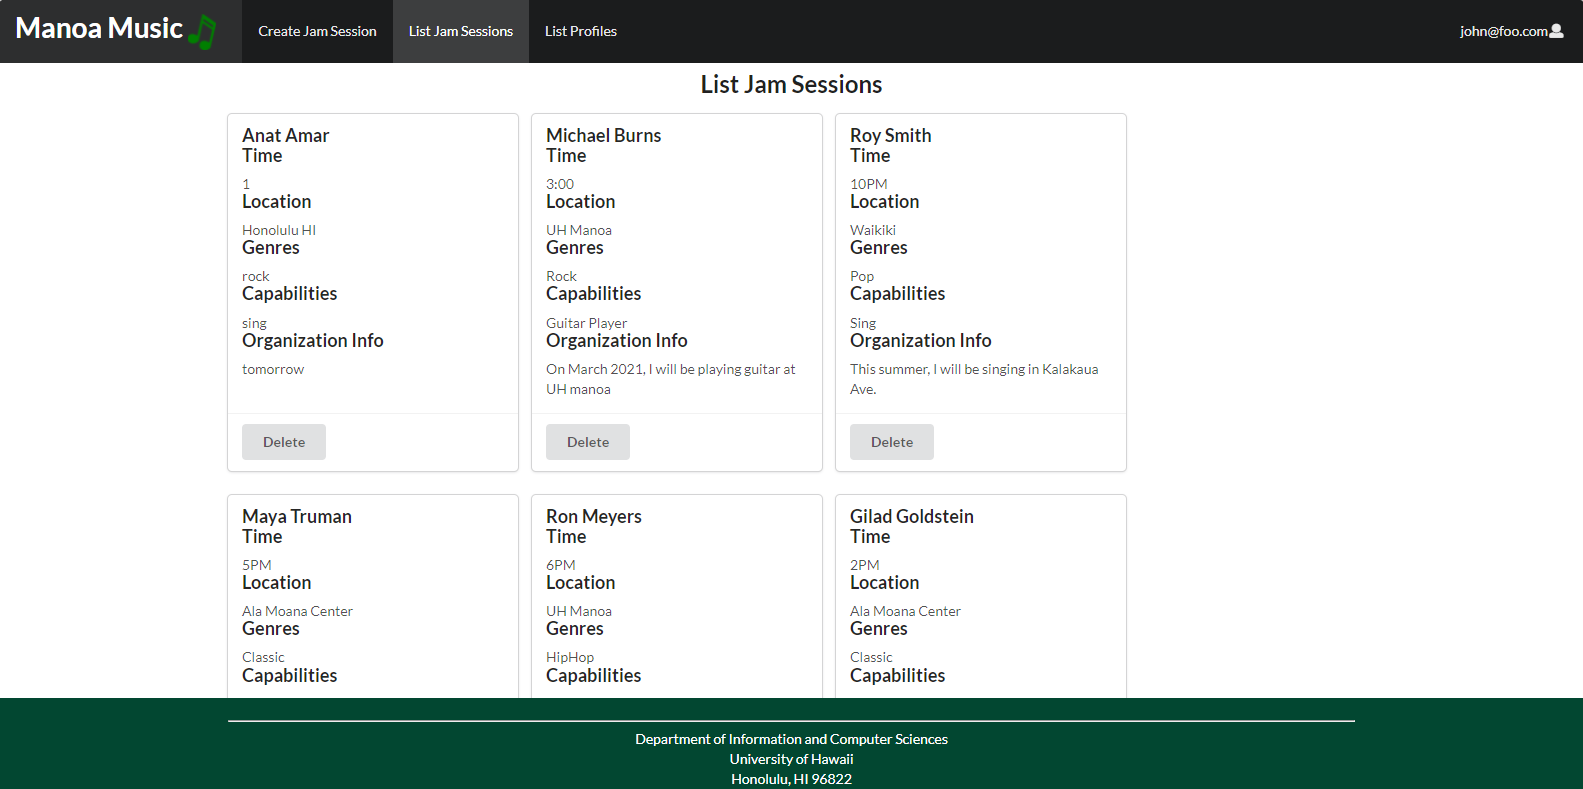 Manoa Music
Create Jam Session
List Jam Sessions
List Profiles
john@foo.com
List Jam Sessions
Anat Amar
Time
1
Location
Honolulu HI
Genres
rock
Capabilities
sing
Organization Info
tomorrow
Delete
Michael Burns
Time
3:00
Location
UH Manoa
Genres
Rock
Capabilities
Guitar Player
Organization Info
On March 2021, I will be playing guitar at
UH manoa
Delete
Roy Smith
Time
10PM
Location
Waikiki
Genres
Pop
Capabilities
Sing
Organization Info
This summer, I will be singing in Kalakaua
Ave.
Delete
Maya Truman
Time
5PM
Location
Ala Moana Center
Genres
Classic
Capabilities
Ron Meyers
Time
6PM
Location
UH Manoa
Genres
HipHop
Capabilities
Gilad Goldstein
Time
2PM
Location
Ala Moana Center
Genres
Classic
Capabilities
Department of Information and Computer Sciences
University of Hawaii
Honolulu, HI 96822